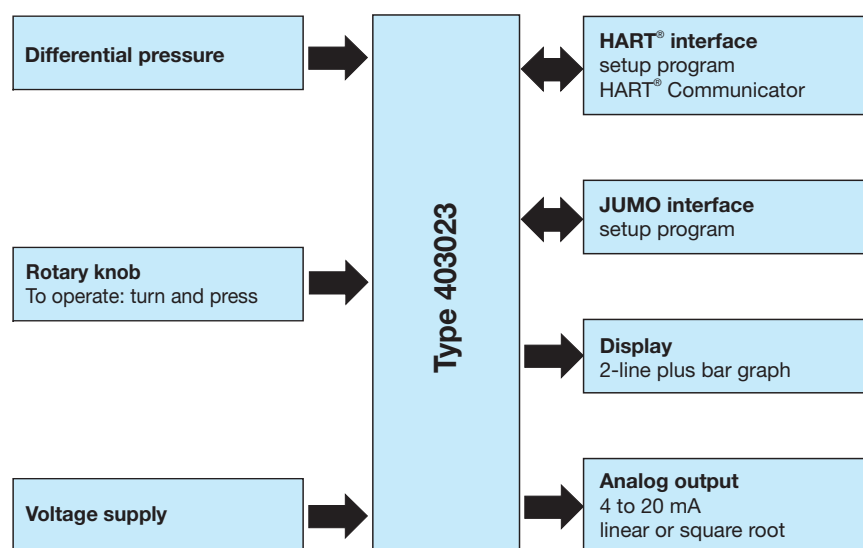 Differential pressure
Rotary knob
To operate: turn and press
Voltage supply
Type 403023
HART® interface
setup program
HART® Communicator
JUMO interface
setup program
Display
2-line plus bar graph
Analog output
4 to 20 mA
linear or square root